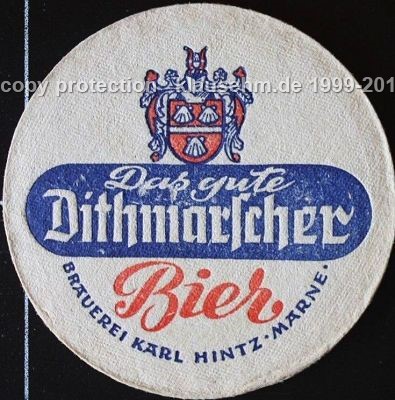 copy protection - klausehm.de 1999-201
Das gute
Dithmarscher
Bier
BRAUEREI KARL HINTZ · MARNE ·